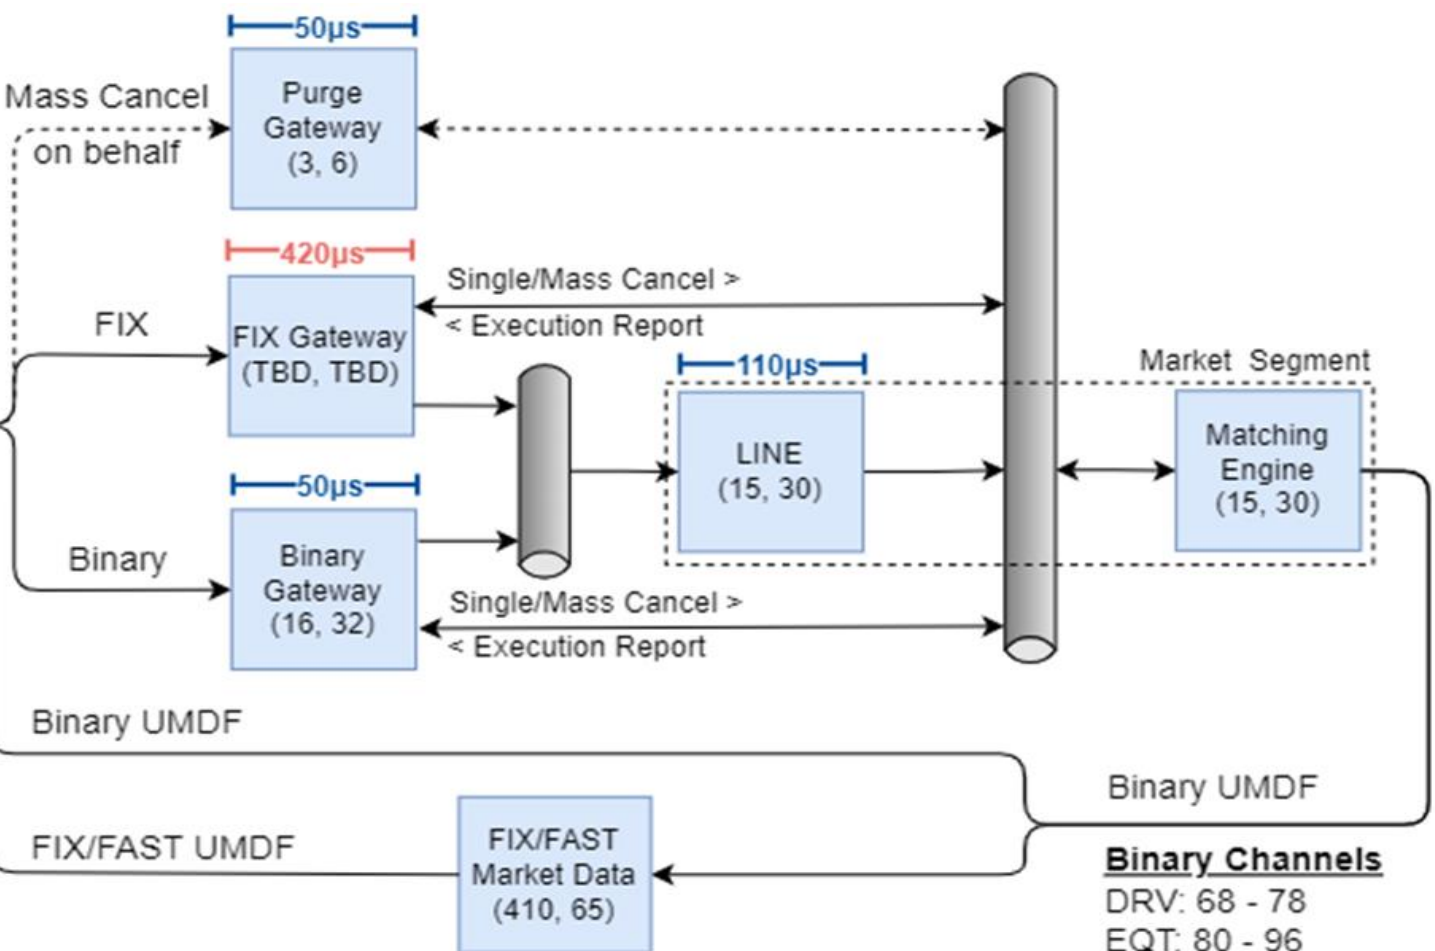 50µs
Mass Cancel
on behalf
Purge
Gateway
(3, 6)
420µs
FIX
FIX Gateway
(TBD, TBD)
Single/Mass Cancel >
< Execution Report
110µs
Market Segment
LINE
(15, 30)
Matching
Engine
(15, 30)
50µs
Binary
Binary
Gateway
(16, 32)
Single/Mass Cancel >
< Execution Report
Binary UMDF
Binary UMDF
FIX/FAST UMDF
FIX/FAST
Market Data
(410, 65)
Binary Channels
DRV: 68 - 78
EQT: 80 - 96